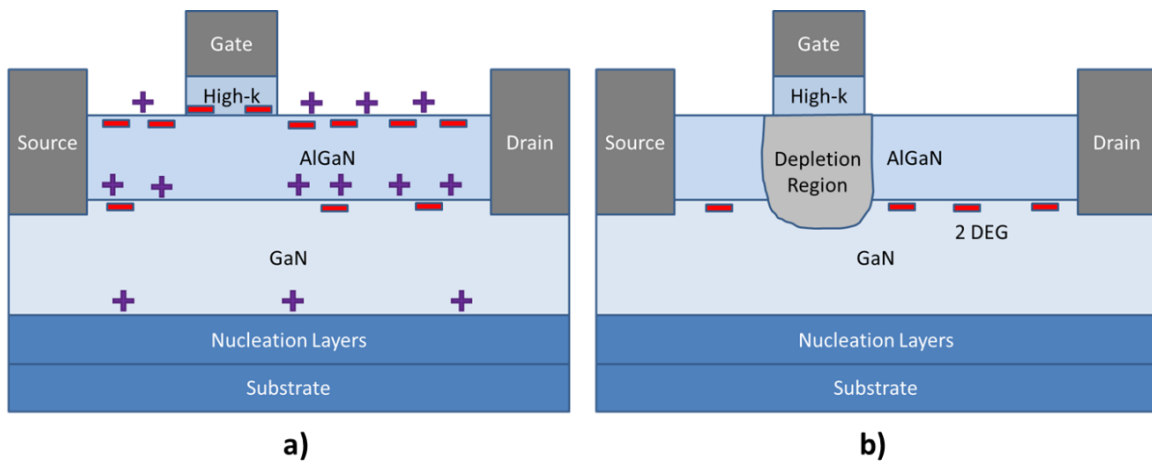 Gate
High-k
Source
Drain
AlGaN
GaN
Nucleation Layers
Substrate
a)
Gate
High-k
Source
Depletion
Region
AlGaN
Drain
2 DEG
GaN
Nucleation Layers
Substrate
b)